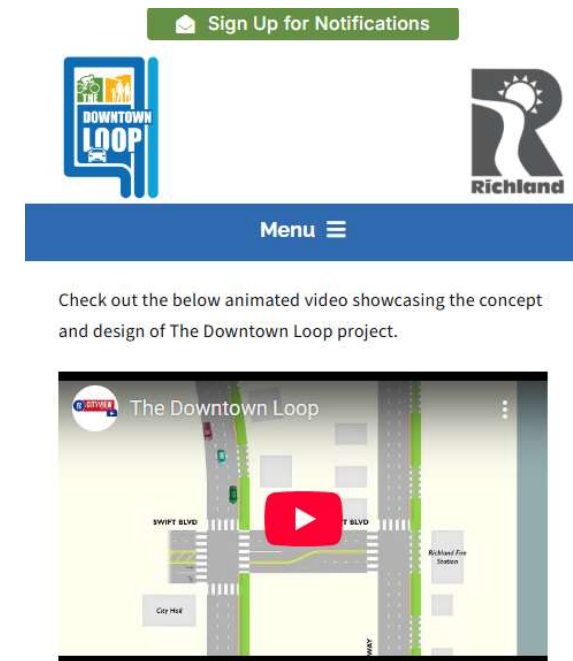 Sign Up for Notifications
THE
DOWNTOWN
LOOP
Richland
Menu
Check out the below animated video showcasing the concept
and design of The Downtown Loop project.
CITYVIEW
The Downtown Loop
SWIFT BLVD
T BLVD
Richland Fire
Station
City Hall
WAY